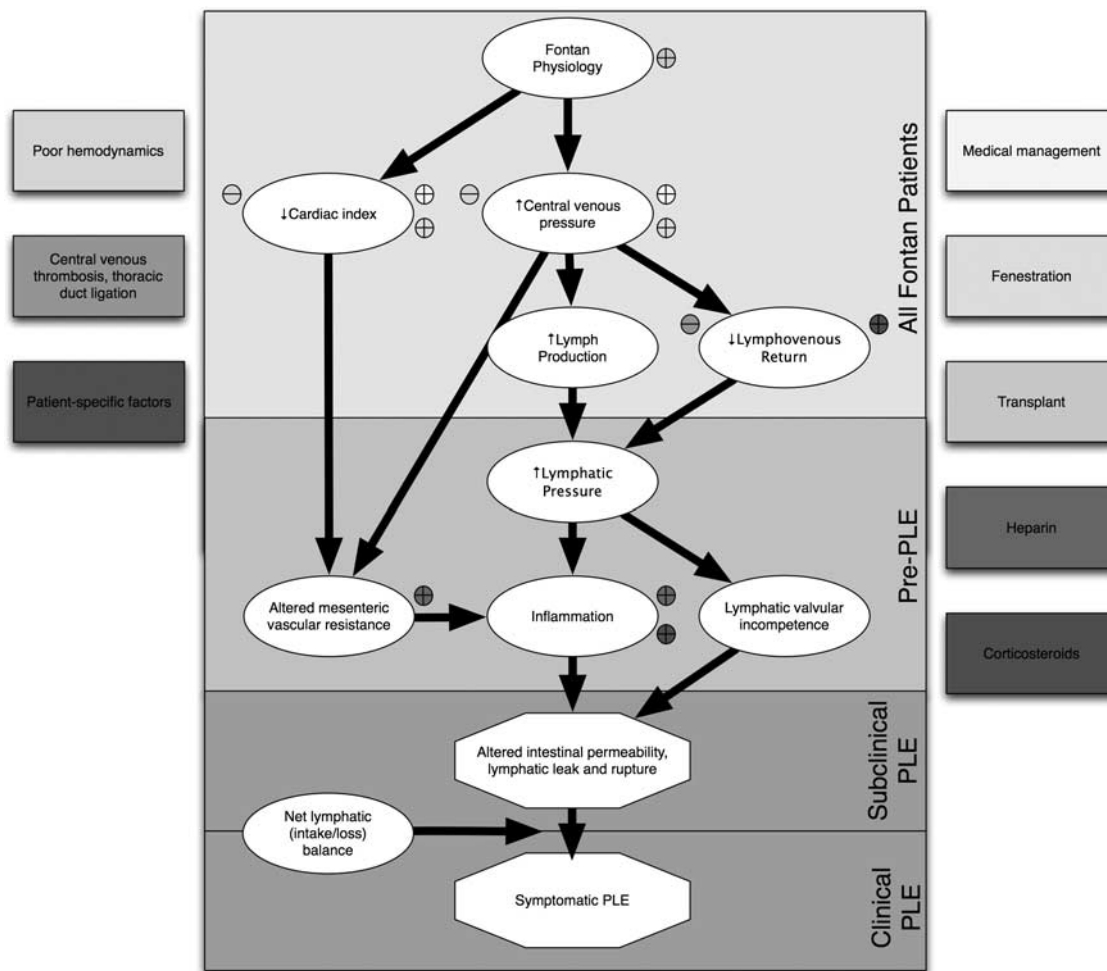 Fontan
Physiology
Poor hemodynamics
Central venous
thrombosis, thoracic
duct ligation
Patient-specific factors
↓Cardiac index
↑Central venous
pressure
↑Lymph
Production
↓Lymphovenous
Return
All Fontan Patients
↑Lymphatic
Pressure
Altered mesenteric
vascular resistance
Inflammation
Lymphatic valvular
incompetence
Pre-PLE
Altered intestinal permeability,
lymphatic leak and rupture
Subclinical
PLE
Net lymphatic
(intake/loss)
balance
Symptomatic PLE
Clinical
PLE
Medical management
Fenestration
Transplant
Heparin
Corticosteroids